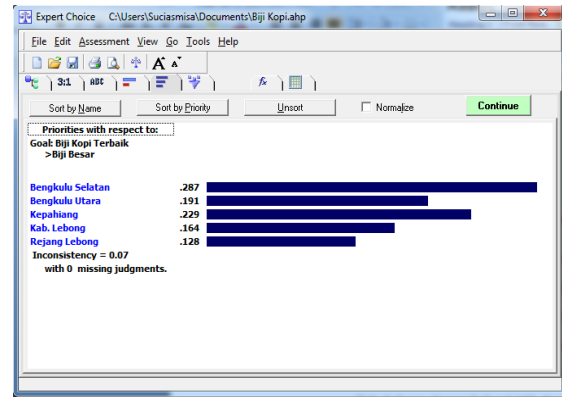 Expert Choice C:\Users\Suciasmisa\Documents\Biji Kopi.ahp
File Edit Assessment View Go Tools Help
A A
3:1 ABC fx
Sort by Name Sort by Priority Unsort Normalize Continue
Priorities with respect to:
Goal: Biji Kopi Terbaik
>Biji Besar
Bengkulu Selatan .287
Bengkulu Utara .191
Kepahiang .229
Kab. Lebong .164
Rejang Lebong .128
Inconsistency = 0.07
with 0 missing judgments.